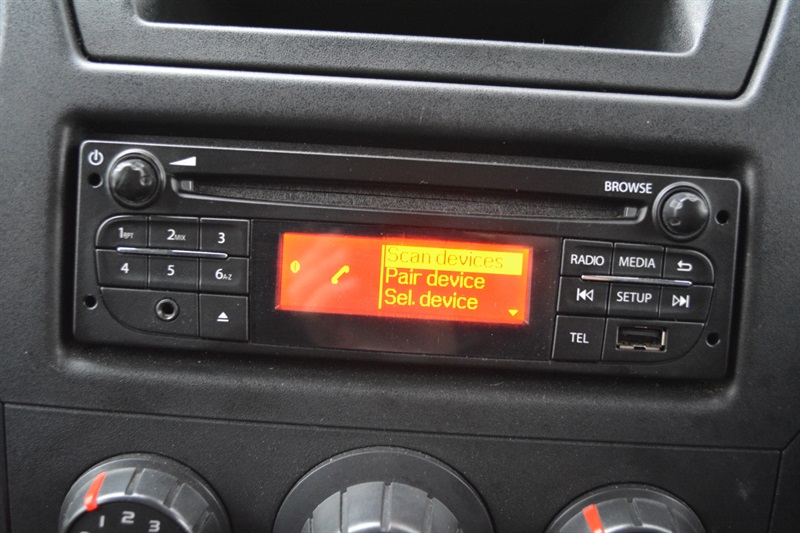 BROWSE
1RPT 2MIX 3
4 5 6A-Z
Scan devices
Pair device
Sel. device
RADIO MEDIA
SETUP
TEL
1 2 3